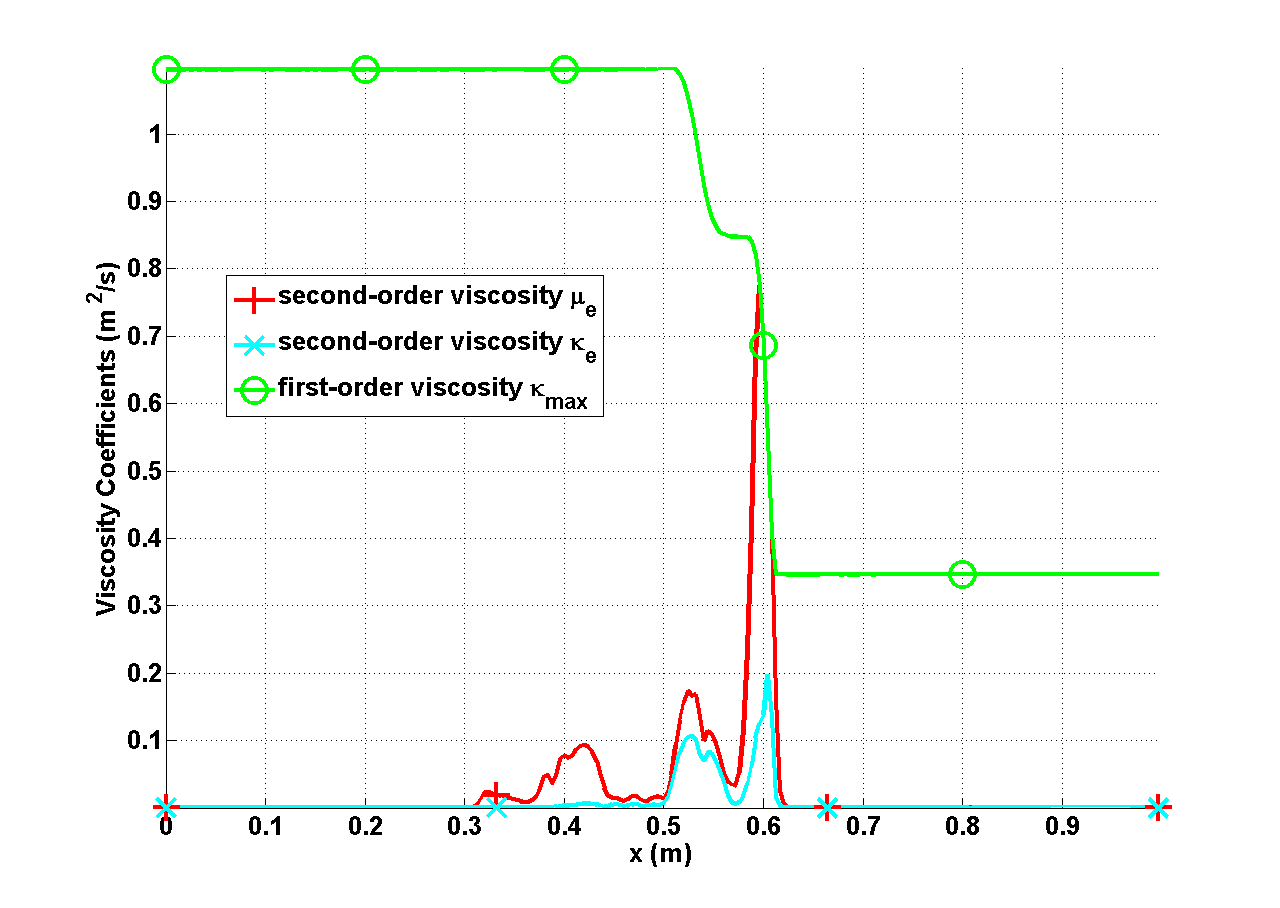 1
0.9
0.8
0.7
0.6
0.5
0.4
0.3
0.2
0.1
Viscosity Coefficients (m ²/s)
second-order viscosity μe
second-order viscosity κe
first-order viscosity κmax
0 0.1 0.2 0.3 0.4 0.5 0.6 0.7 0.8 0.9
x (m)